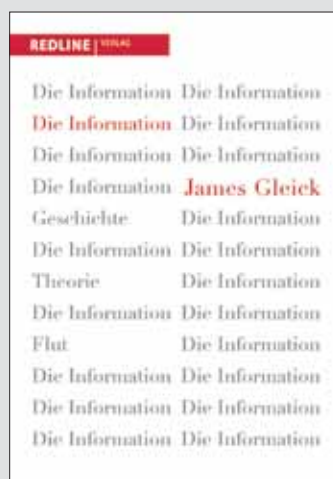 REDLINE | VERLAG
Die Information Die Information
Die Information Die Information
Die Information Die Information
Die Information James Gleick
Geschichte Die Information
Die Information Die Information
Theorie Die Information
Die Information Die Information
Flut Die Information
Die Information Die Information
Die Information Die Information
Die Information Die Information